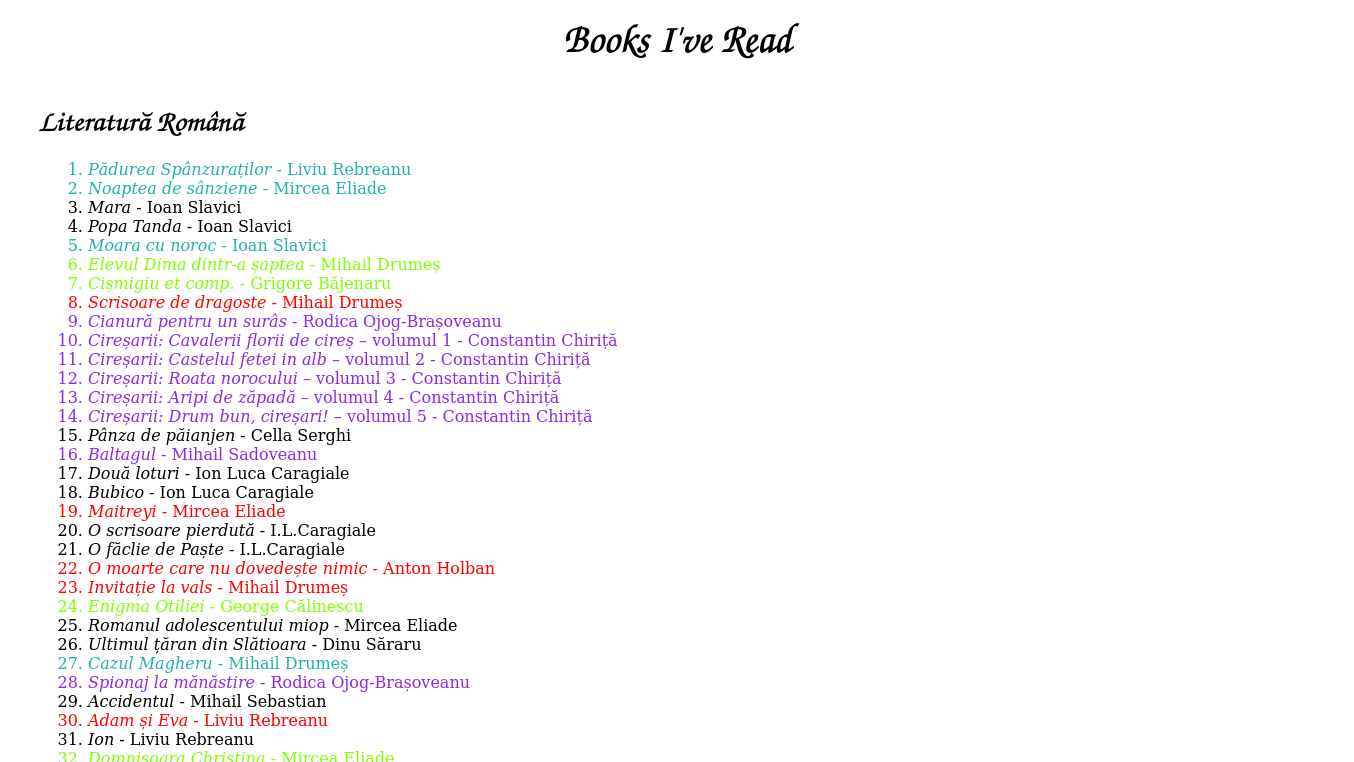 Books I've Read
Literatură Română
1. Pădurea Spânzuraților - Liviu Rebreanu
2. Noaptea de sânziene - Mircea Eliade
3. Mara - Ioan Slavici
4. Popa Tanda - Ioan Slavici
5. Moara cu noroc - Ioan Slavici
6. Elevul Dima dintr-a șaptea - Mihail Drumeș
7. Cișmigiu et comp. - Grigore Băjenaru
8. Scrisoare de dragoste - Mihail Drumeș
9. Cianură pentru un surâs - Rodica Ojog-Brașoveanu
10. Cireșarii: Cavalerii florii de cireș – volumul 1 - Constantin Chiriță
11. Cireșarii: Castelul fetei in alb – volumul 2 - Constantin Chiriță
12. Cireșarii: Roata norocului – volumul 3 - Constantin Chiriță
13. Cireșarii: Aripi de zăpadă – volumul 4 - Constantin Chiriță
14. Cireșarii: Drum bun, cireșari! – volumul 5 - Constantin Chiriță
15. Pânza de păianjen - Cella Serghi
16. Baltagul - Mihail Sadoveanu
17. Două loturi - Ion Luca Caragiale
18. Bubico - Ion Luca Caragiale
19. Maitreyi - Mircea Eliade
20. O scrisoare pierdută - I.L.Caragiale
21. O făclie de Paște - I.L.Caragiale
22. O moarte care nu dovedește nimic - Anton Holban
23. Invitație la vals - Mihail Drumeș
24. Enigma Otiliei - George Călinescu
25. Romanul adolescentului miop - Mircea Eliade
26. Ultimul țăran din Slătioara - Dinu Săraru
27. Cazul Magheru - Mihail Drumeș
28. Spionaj la mănăstire - Rodica Ojog-Brașoveanu
29. Accidentul - Mihail Sebastian
30. Adam și Eva - Liviu Rebreanu
31. Ion - Liviu Rebreanu
32. Domnișoara Christina - Mircea Eliade